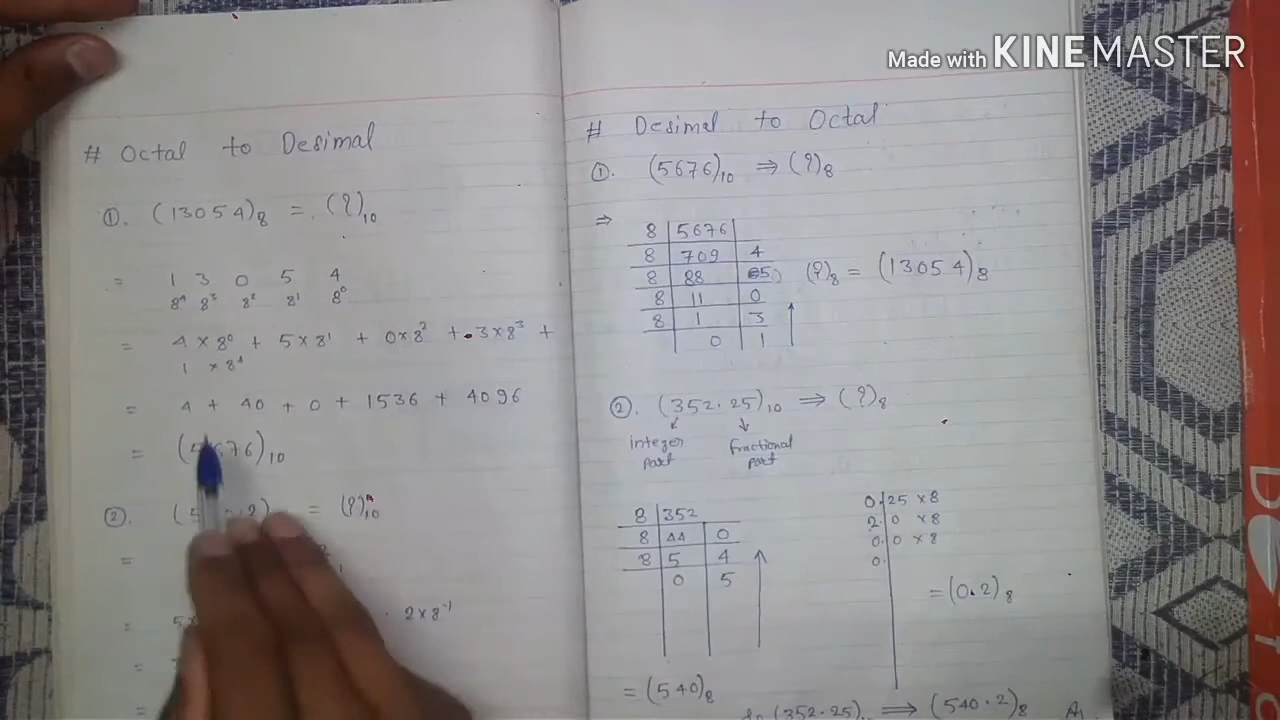 Made with KINEMASTER
# Octal to Desimal
①. (13054)₈ = (?)₁₀
= 1 3 0 5 4
8⁴ 8³ 8² 8¹ 8⁰
= 4 × 8⁰ + 5 × 8¹ + 0×8² + 3×8³ +
1 × 8⁴
= 4 + 40 + 0 + 1536 + 4096
= (5676)₁₀
②. = (?)₁₀
=
= 2×8⁻¹
=
=
# Desimal to Octal
①. (5676)₁₀ ⇒ (?)₈
⇒
8 5676
8 709 4
8 88 5 (?)₈ = (13054)₈
8 11 0
8 1 3
0 1
②. (352.25)₁₀ ⇒ (?)₈
integer fractional
part part
8 352
8 44 0
8 5 4
0 5
0.25 × 8
2.0 × 8
0.0 × 8
0.
= (0.2)₈
= (540)₈
(352.25) ⇒ (540.2)₈